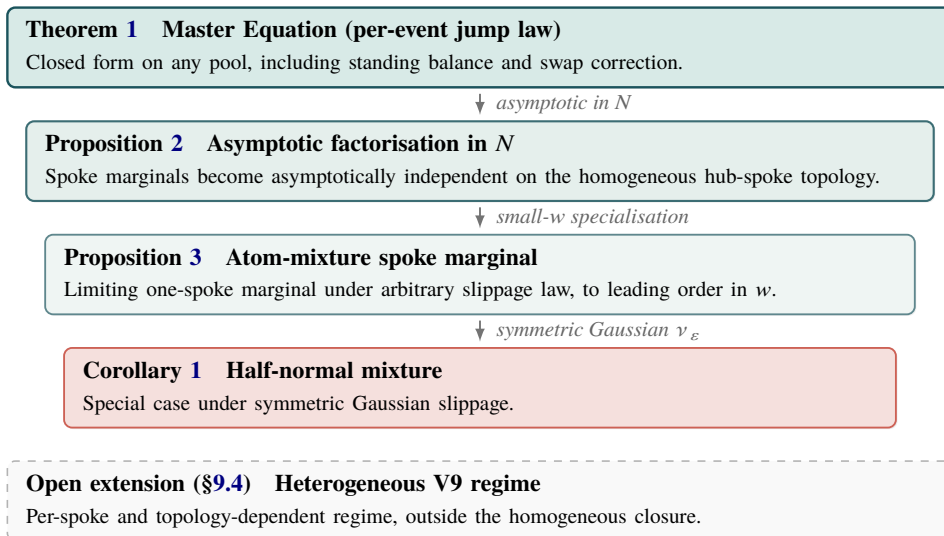 Theorem 1 Master Equation (per-event jump law)
Closed form on any pool, including standing balance and swap correction.
asymptotic in N
Proposition 2 Asymptotic factorisation in N
Spoke marginals become asymptotically independent on the homogeneous hub-spoke topology.
small-w specialisation
Proposition 3 Atom-mixture spoke marginal
Limiting one-spoke marginal under arbitrary slippage law, to leading order in w.
symmetric Gaussian ν_ε
Corollary 1 Half-normal mixture
Special case under symmetric Gaussian slippage.
Open extension (§9.4) Heterogeneous V9 regime
Per-spoke and topology-dependent regime, outside the homogeneous closure.